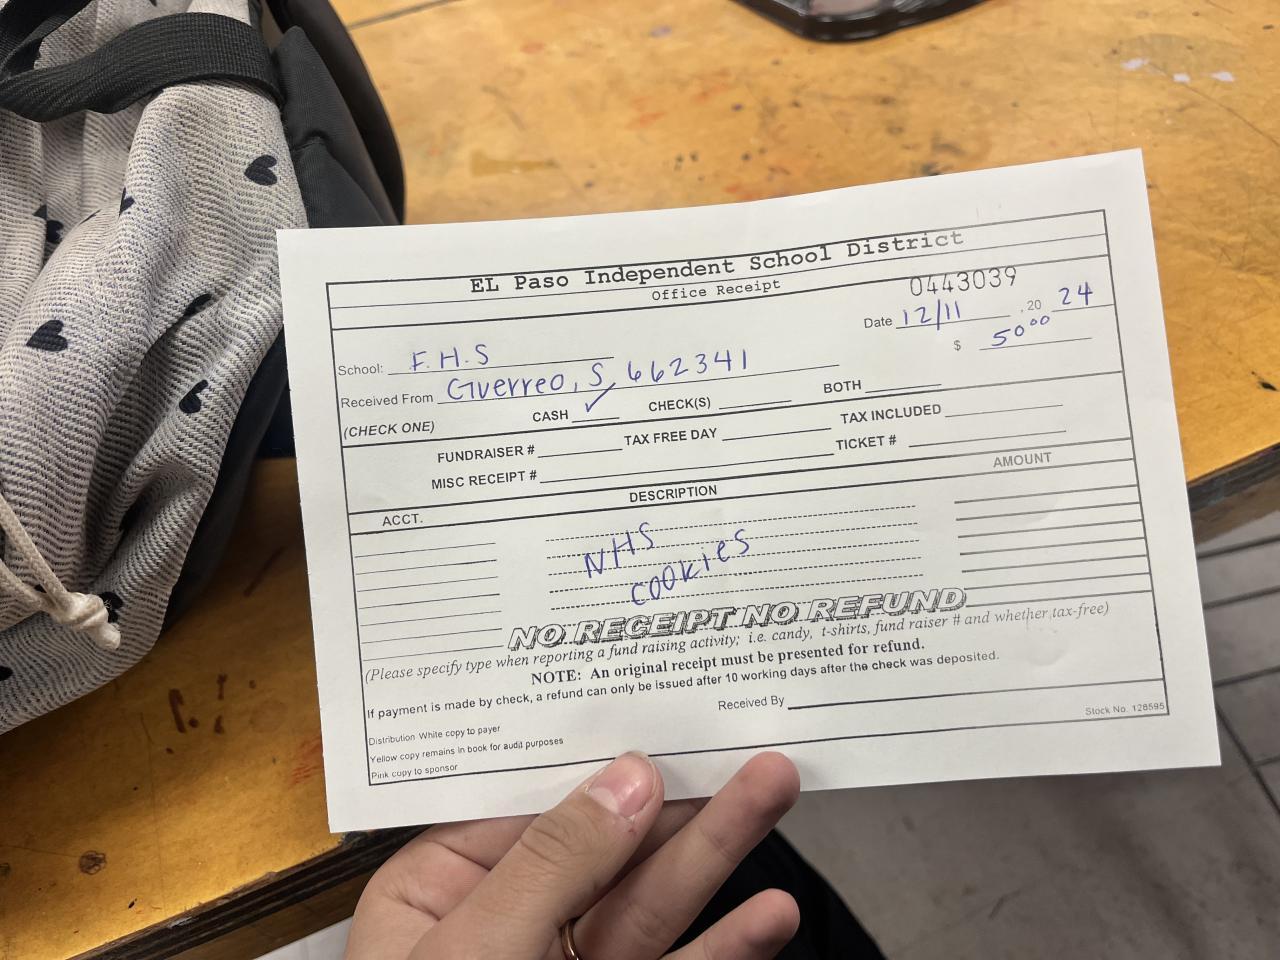 EL Paso Independent School District
Office Receipt
0443039
Date 12/11 , 20 24
$ 50⁰⁰
School: F.H.S
Received From Guerreo, S, 662341
(CHECK ONE) CASH ✓ CHECK(S) BOTH
FUNDRAISER # TAX FREE DAY TAX INCLUDED
MISC RECEIPT # TICKET #
ACCT. DESCRIPTION AMOUNT
NHS
COOKIES
NO RECEIPT NO REFUND
(Please specify type when reporting a fund raising activity; i.e. candy, t-shirts, fund raiser # and whether tax-free)
NOTE: An original receipt must be presented for refund.
If payment is made by check, a refund can only be issued after 10 working days after the check was deposited.
Received By
Distribution White copy to payer
Yellow copy remains in book for audit purposes
Pink copy to sponsor
Stock No. 128595